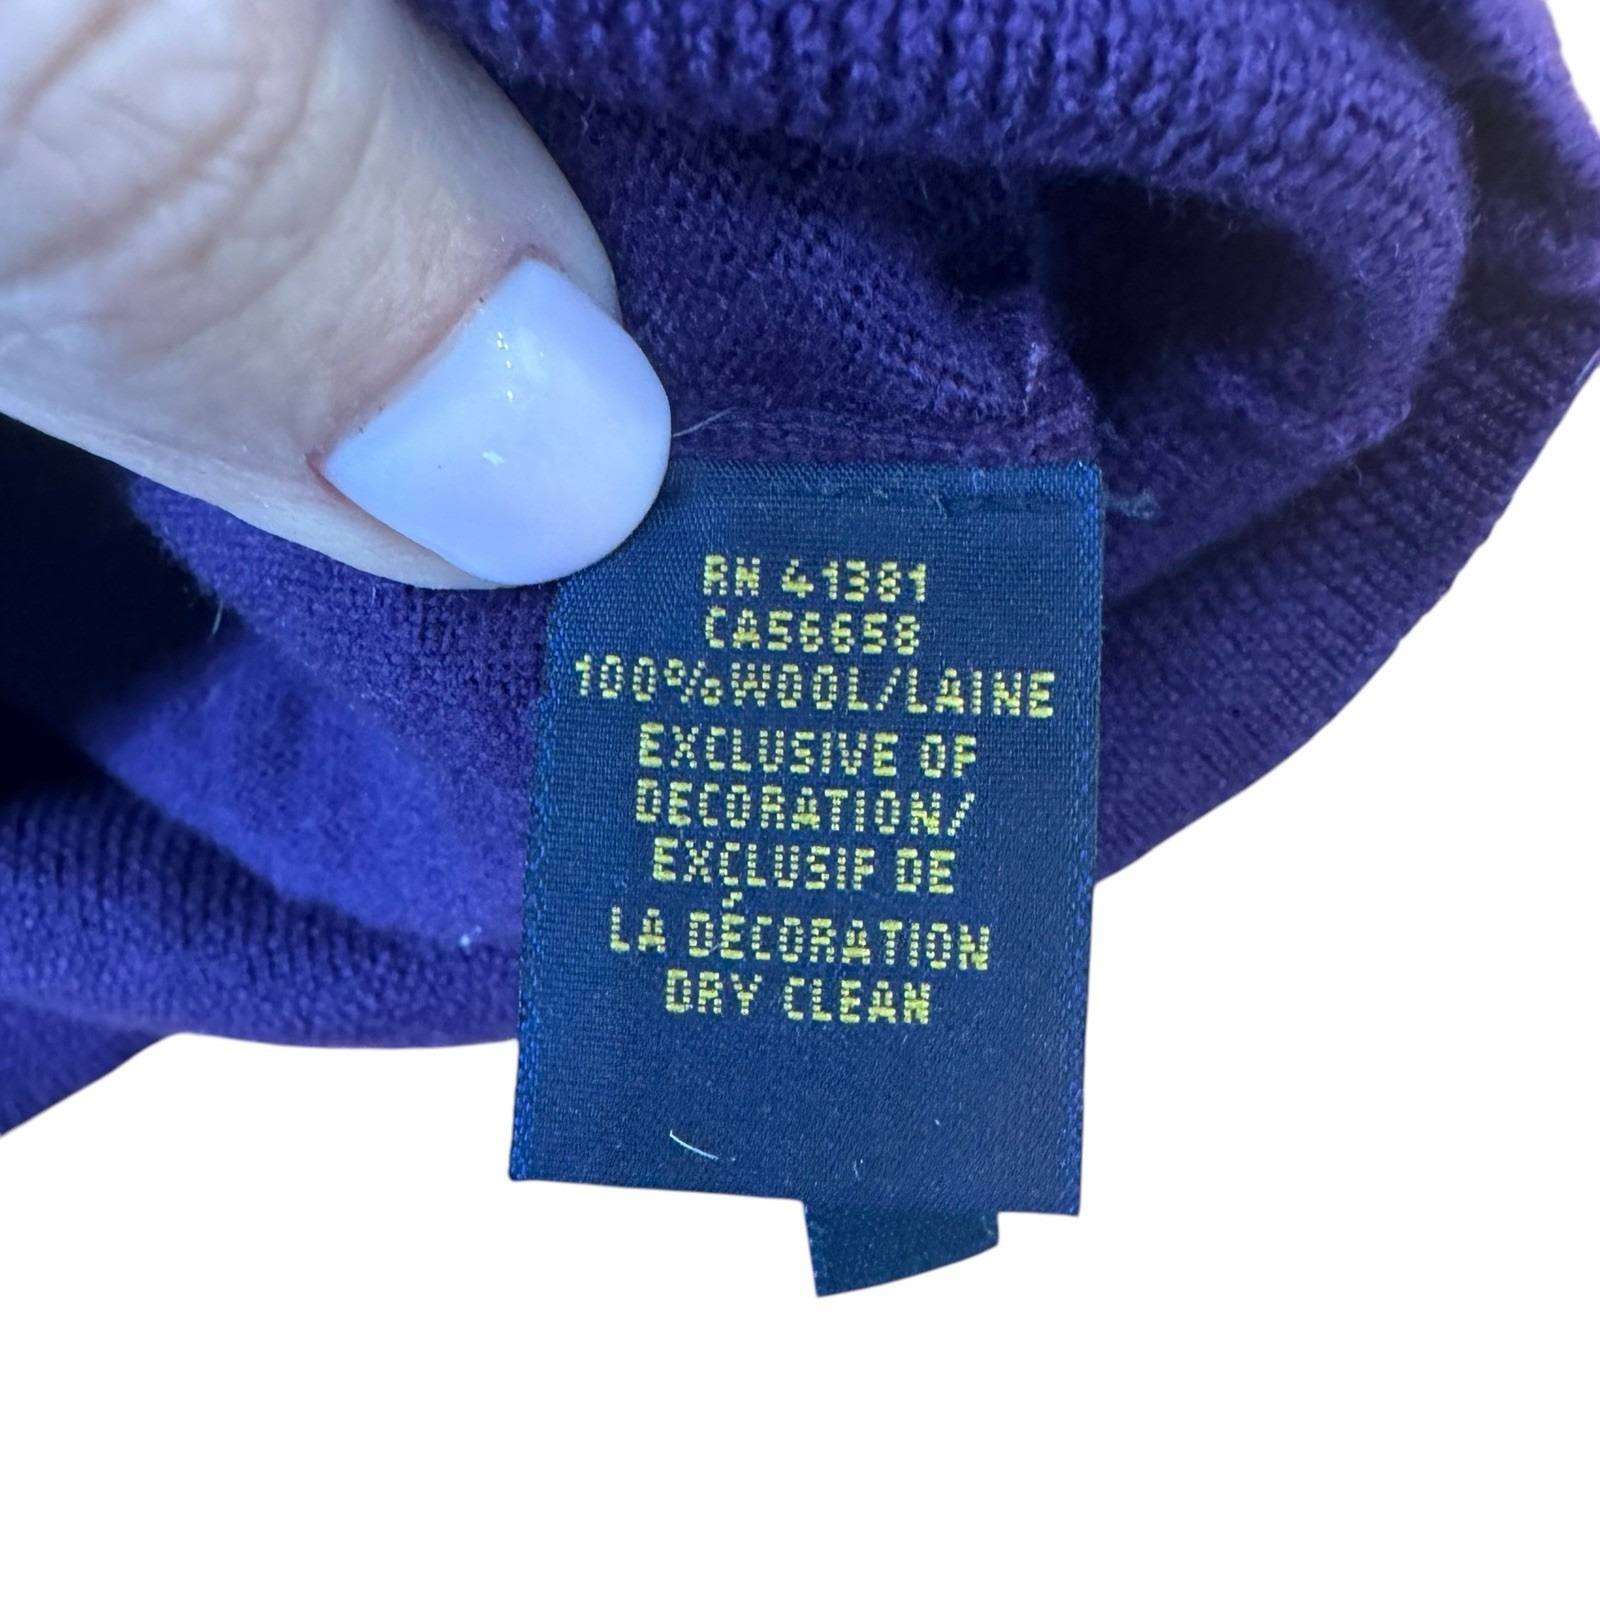 RN 41381
CA56658
100%WOOL/LAINE
EXCLUSIVE OF
DECORATION/
EXCLUSIF DE
LA DÉCORATION
DRY CLEAN